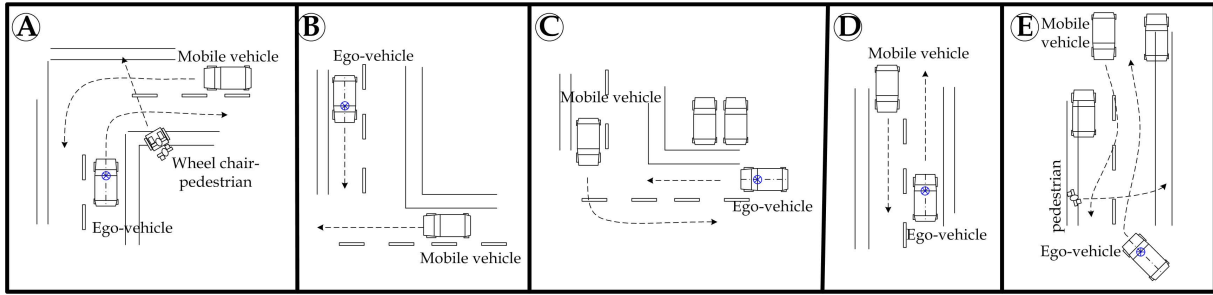 A
Mobile vehicle
Wheel chair-
pedestrian
Ego-vehicle
B
Ego-vehicle
Mobile vehicle
C
Mobile vehicle
Ego-vehicle
D
Mobile vehicle
Ego-vehicle
E
Mobile
vehicle
pedestrian
Ego-vehicle